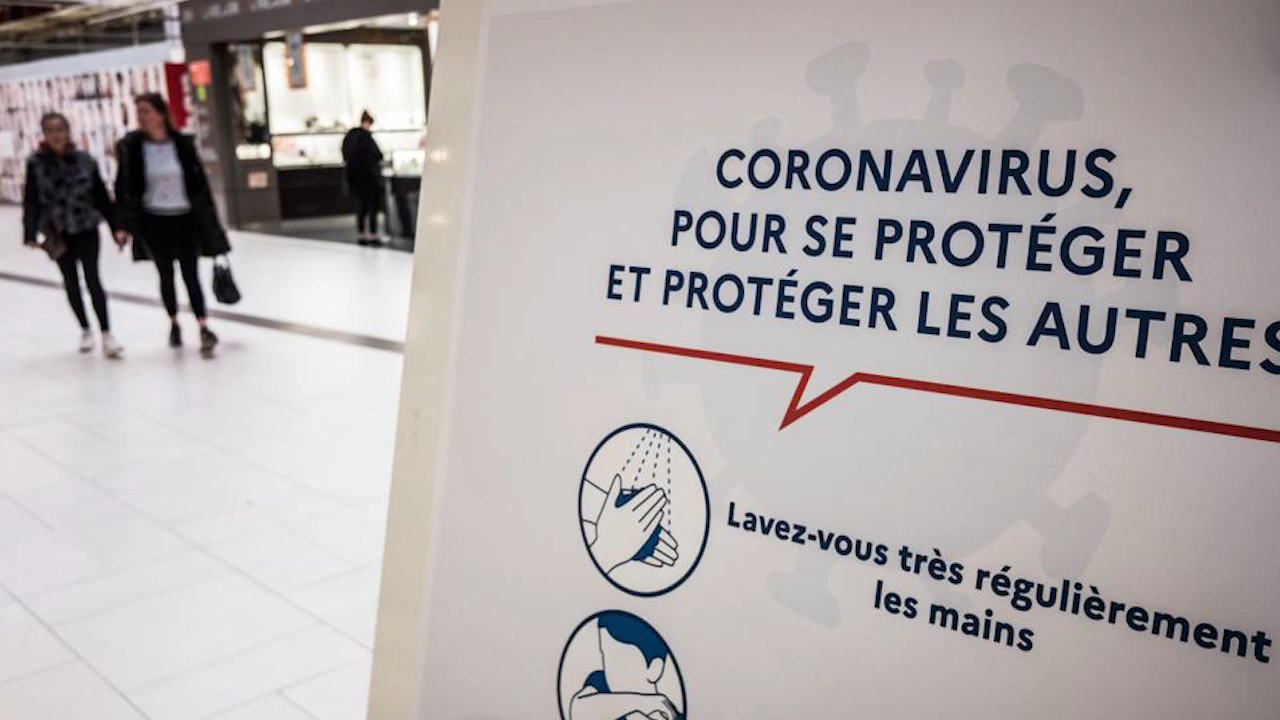 CORONAVIRUS,
POUR SE PROTÉGER
ET PROTÉGER LES AUTRES
Lavez-vous très régulièrement
les mains